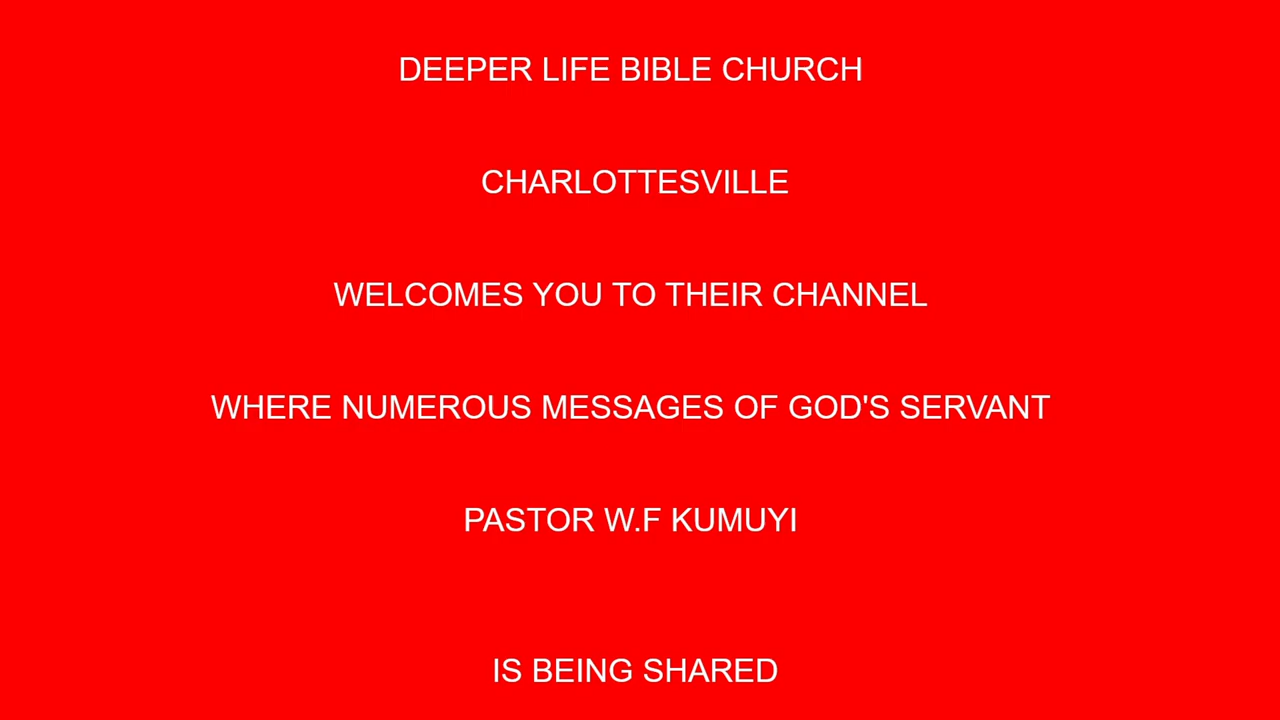 DEEPER LIFE BIBLE CHURCH
CHARLOTTESVILLE
WELCOMES YOU TO THEIR CHANNEL
WHERE NUMEROUS MESSAGES OF GOD'S SERVANT
PASTOR W.F KUMUYI
IS BEING SHARED